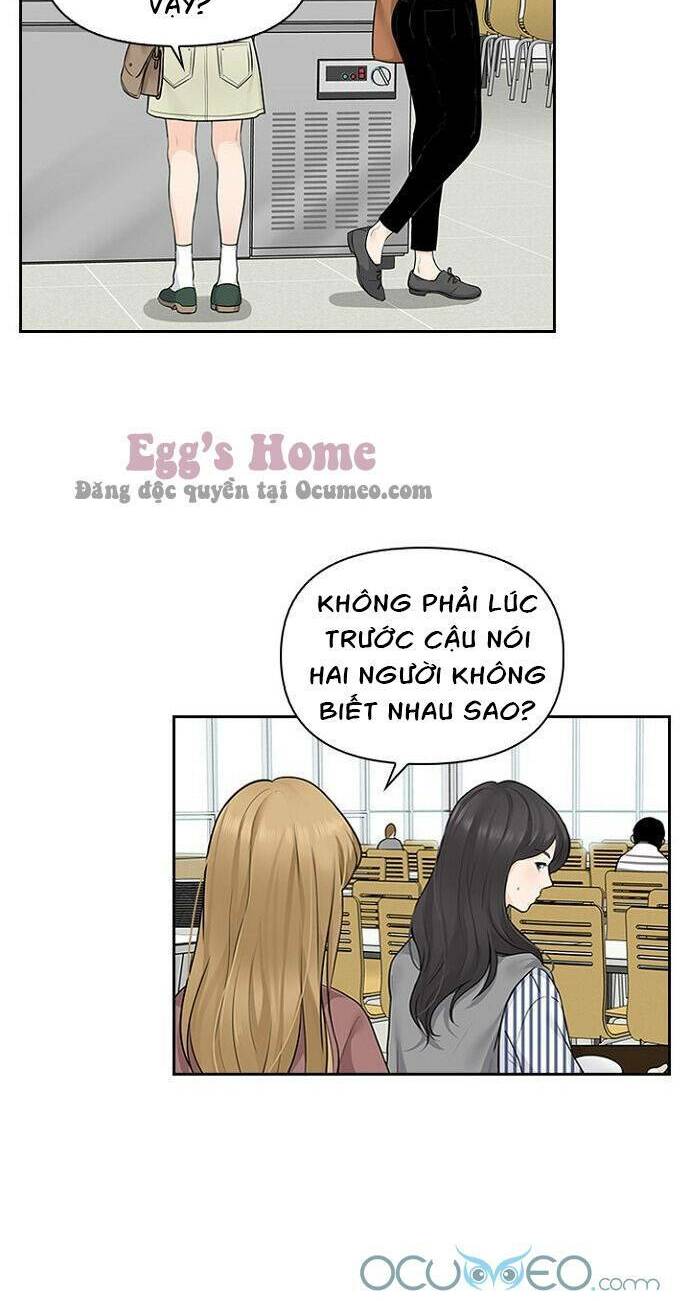 VẬY?
Egg's Home
Đăng độc quyền tại Ocumeo.com
KHÔNG PHẢI LÚC
TRƯỚC CẬU NÓI
HAI NGƯỜI KHÔNG
BIẾT NHAU SAO?
OCUMEO.comm